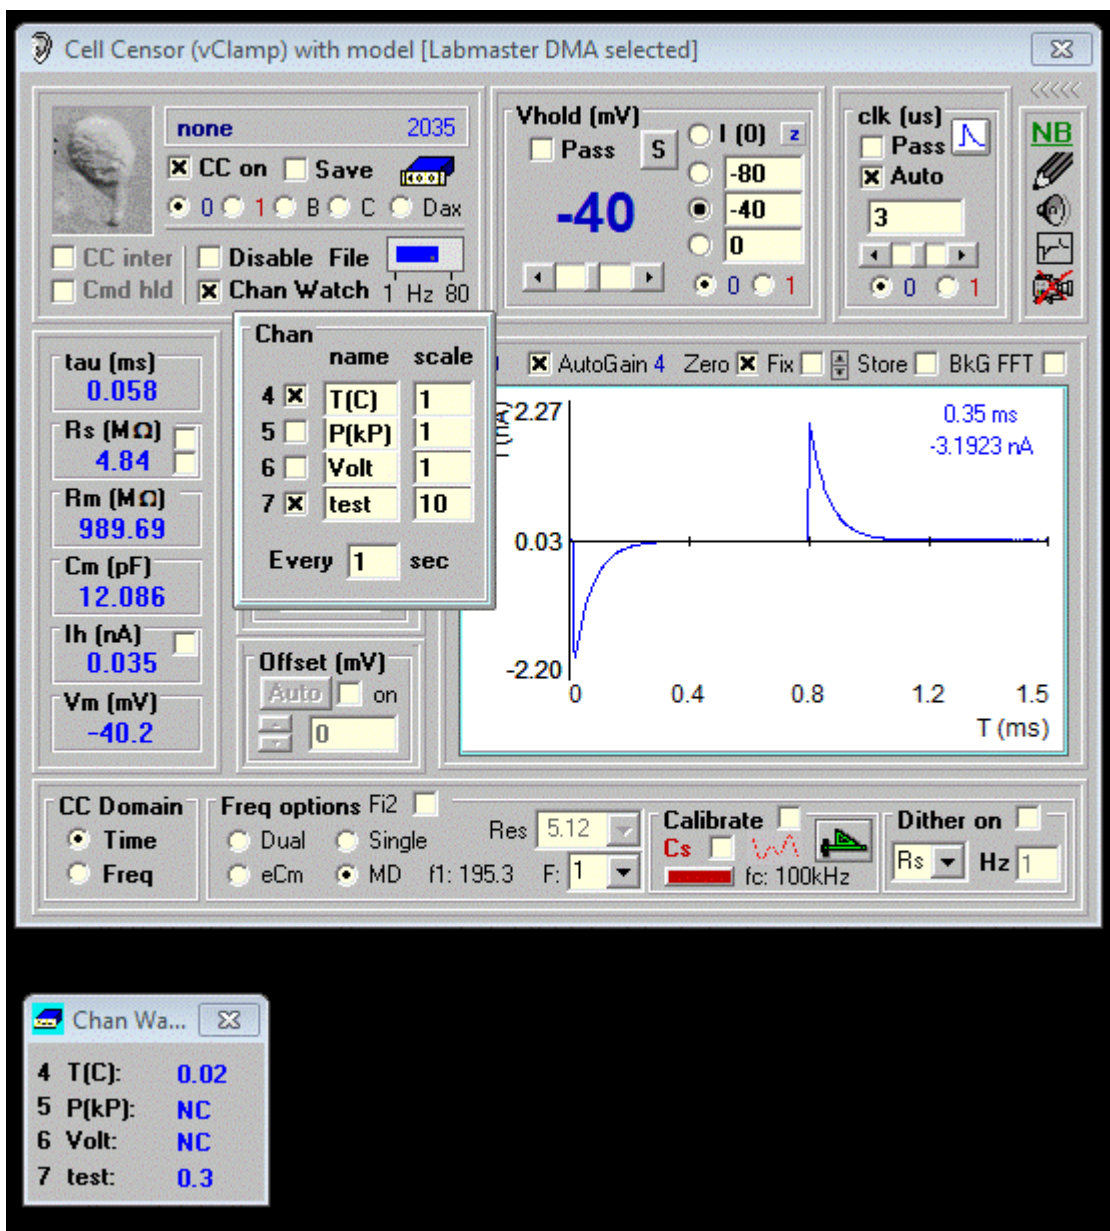 Cell Censor (vClamp) with model [Labmaster DMA selected]
none 2035
CC on Save
0 1 B C Dax
CC inter Disable File
Cmd hld Chan Watch 1 Hz 80
Vhold (mV)
Pass S I (0) z
-80
-40 -40
0
0 1
clk (us)
Pass
Auto
3
0 1
<<<<<
NB
tau (ms)
0.058
Rs (MΩ)
4.84
Rm (MΩ)
989.69
Cm (pF)
12.086
Ih (nA)
0.035
Vm (mV)
-40.2
Chan
name scale
4 T(C) 1
5 P(kP) 1
6 Volt 1
7 test 10
Every 1 sec
Offset (mV)
Auto on
0
AutoGain 4 Zero Fix Store BkG FFT
2.27
0.03
-2.20
0.35 ms
-3.1923 nA
0 0.4 0.8 1.2 1.5
T (ms)
CC Domain
Time
Freq
Freq options Fi2
Dual Single Res 5.12
eCm MD f1: 195.3 F: 1
Calibrate
Cs
fc: 100kHz
Dither on
Rs Hz 1
Chan Wa...
4 T(C): 0.02
5 P(kP): NC
6 Volt: NC
7 test: 0.3